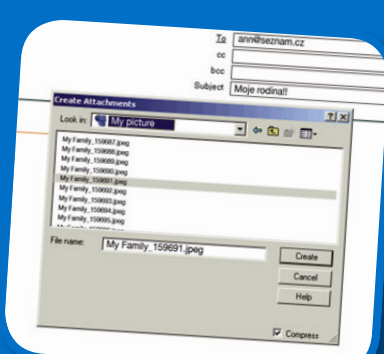 To ann@seznam.cz
cc
bcc
Subject Moje rodina!!
Create Attachments
Look in: My picture
My Family_159687.jpeg
My Family_159688.jpeg
My Family_159689.jpeg
My Family_159690.jpeg
My Family_159691.jpeg
My Family_159692.jpeg
My Family_159693.jpeg
My Family_159694.jpeg
My Family_159695.jpeg
File name: My Family_159691.jpeg
Create
Cancel
Help
Compress